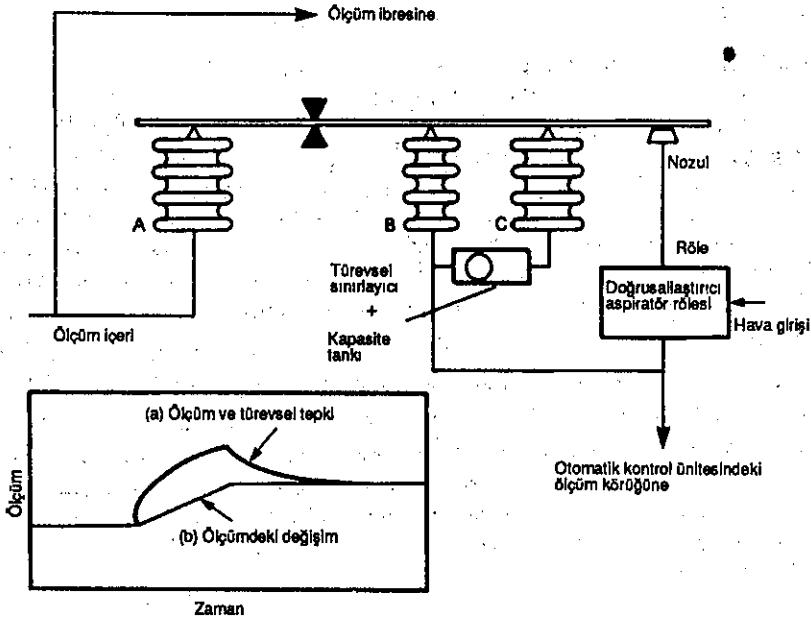 Ölçüm ibresine
Nozul
A
B
C
Röle
Türevsel
sınırlayıcı
+
Kapasite
tankı
Doğrusallaştırıcı
aspiratör rölesi
Hava girişi
Ölçüm içeri
(a) Ölçüm ve türevsel tepki
Ölçüm
(b) Ölçümdeki değişim
Zaman
Otomatik kontrol ünitesindeki
ölçüm körüğüne